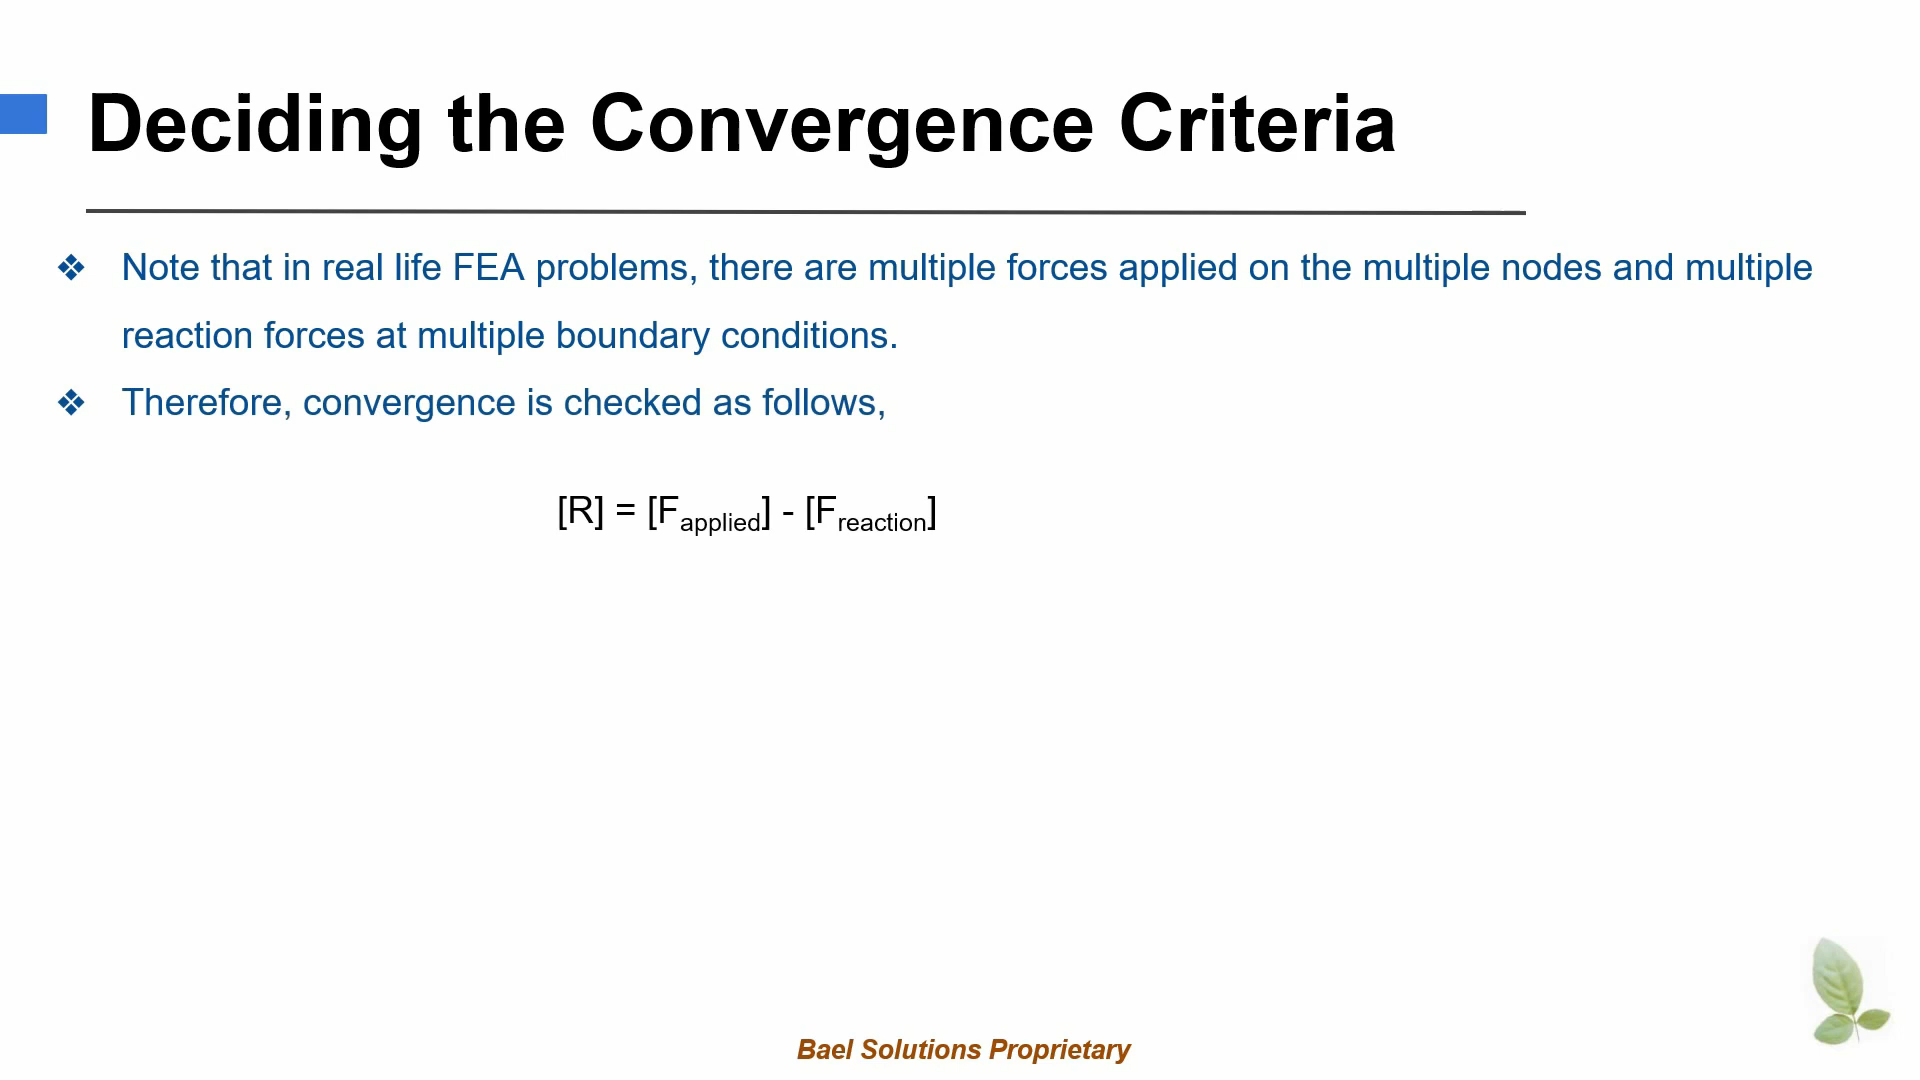 Deciding the Convergence Criteria
❖ Note that in real life FEA problems, there are multiple forces applied on the multiple nodes and multiple
reaction forces at multiple boundary conditions.
❖ Therefore, convergence is checked as follows,
[R] = [Fapplied] - [Freaction]
Bael Solutions Proprietary